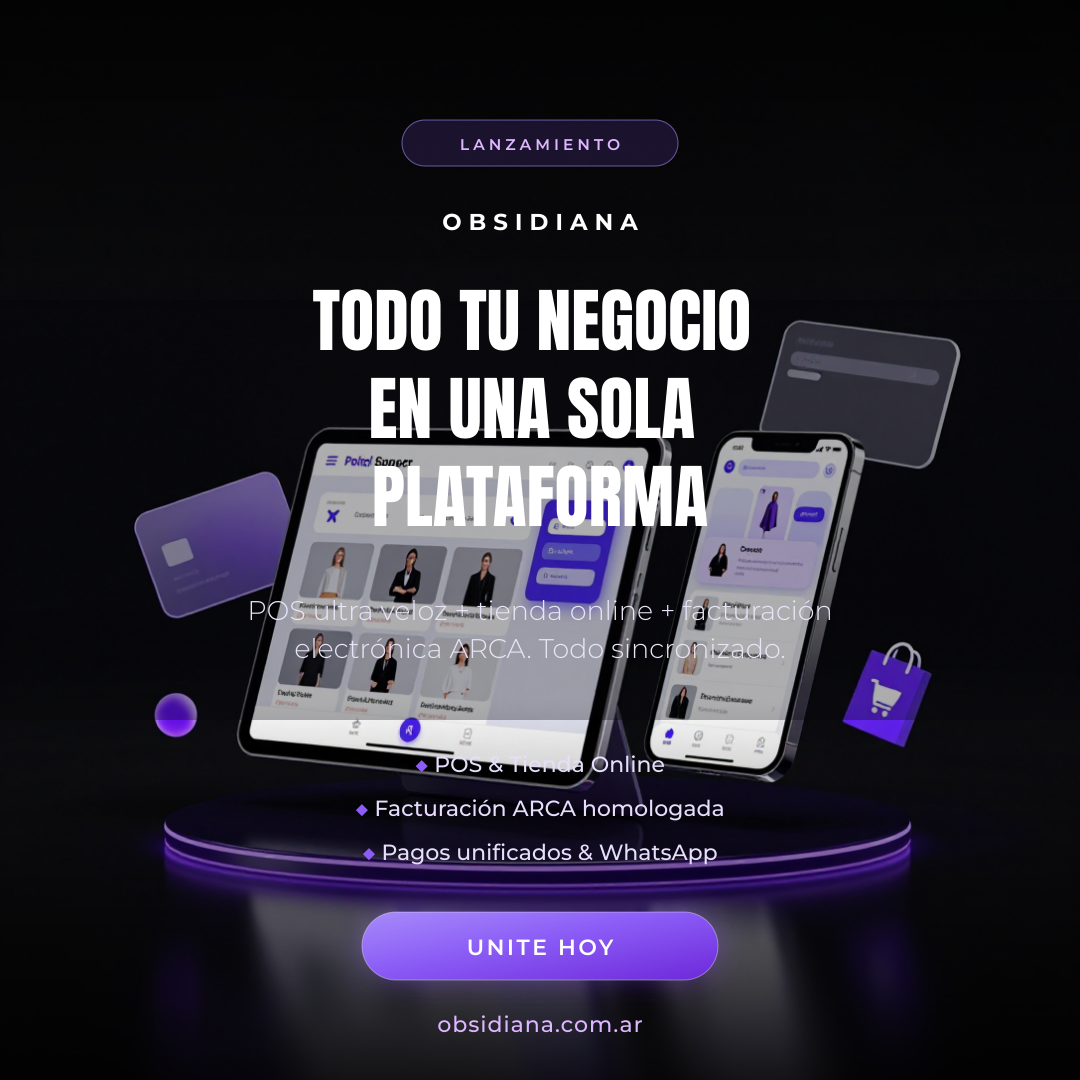 LANZAMIENTO
OBSIDIANA
TODO TU NEGOCIO
EN UNA SOLA
PLATAFORMA
POS ultra veloz + tienda online + facturación
electrónica ARCA. Todo sincronizado.
◆ POS & Tienda Online
◆ Facturación ARCA homologada
◆ Pagos unificados & WhatsApp
UNITE HOY
obsidiana.com.ar